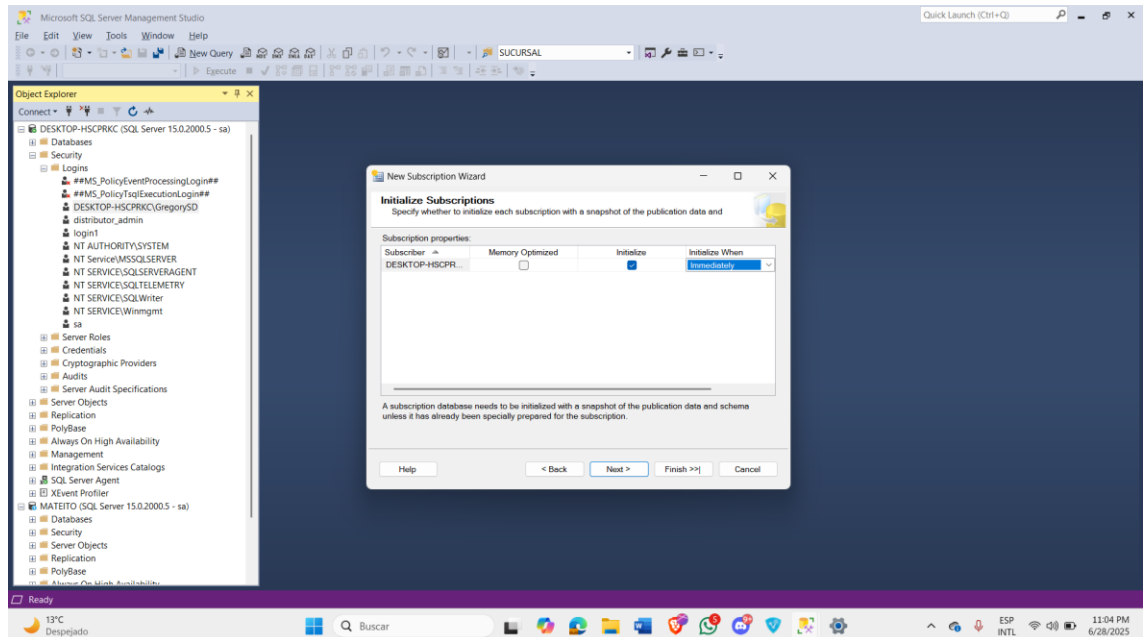 Microsoft SQL Server Management Studio
Quick Launch (Ctrl+Q)
File Edit View Tools Window Help
New Query
MDX DMX XMLA DAX
SUCURSAL
Execute
Object Explorer
Connect
DESKTOP-HSCPRKC (SQL Server 15.0.2000.5 - sa)
Databases
Security
Logins
##MS_PolicyEventProcessingLogin##
##MS_PolicyTsqlExecutionLogin##
DESKTOP-HSCPRKC\GregorySD
distributor_admin
login1
NT AUTHORITY\SYSTEM
NT Service\MSSQLSERVER
NT SERVICE\SQLSERVERAGENT
NT SERVICE\SQLTELEMETRY
NT SERVICE\SQLWriter
NT SERVICE\Winmgmt
sa
Server Roles
Credentials
Cryptographic Providers
Audits
Server Audit Specifications
Server Objects
Replication
PolyBase
Always On High Availability
Management
Integration Services Catalogs
SQL Server Agent
XEvent Profiler
MATEITO (SQL Server 15.0.2000.5 - sa)
Databases
Security
Server Objects
Replication
PolyBase
Always On High Availability
New Subscription Wizard
Initialize Subscriptions
Specify whether to initialize each subscription with a snapshot of the publication data and
Subscription properties:
Subscriber Memory Optimized Initialize Initialize When
DESKTOP-HSCPR... Immediately
A subscription database needs to be initialized with a snapshot of the publication data and schema
unless it has already been specially prepared for the subscription.
Help < Back Next > Finish >>| Cancel
Ready
13°C
Despejado
Buscar
ESP
INTL
11:04 PM
6/28/2025